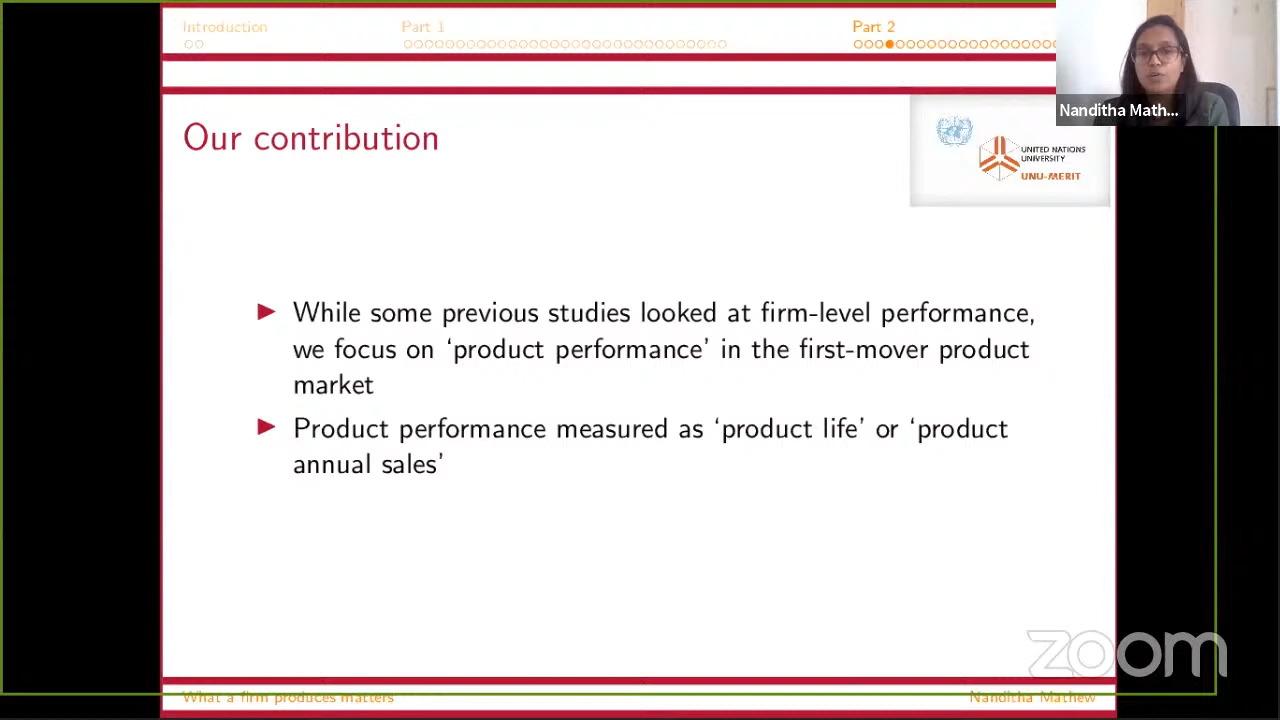 Introduction
Part 1
Part 2
Nanditha Math...
Our contribution
UNITED NATIONS
UNIVERSITY
UNU-MERIT
While some previous studies looked at firm-level performance,
we focus on ‘product performance’ in the first-mover product
market
Product performance measured as ‘product life’ or ‘product
annual sales’
zoom
What a firm produces matters
Nanditha Mathew